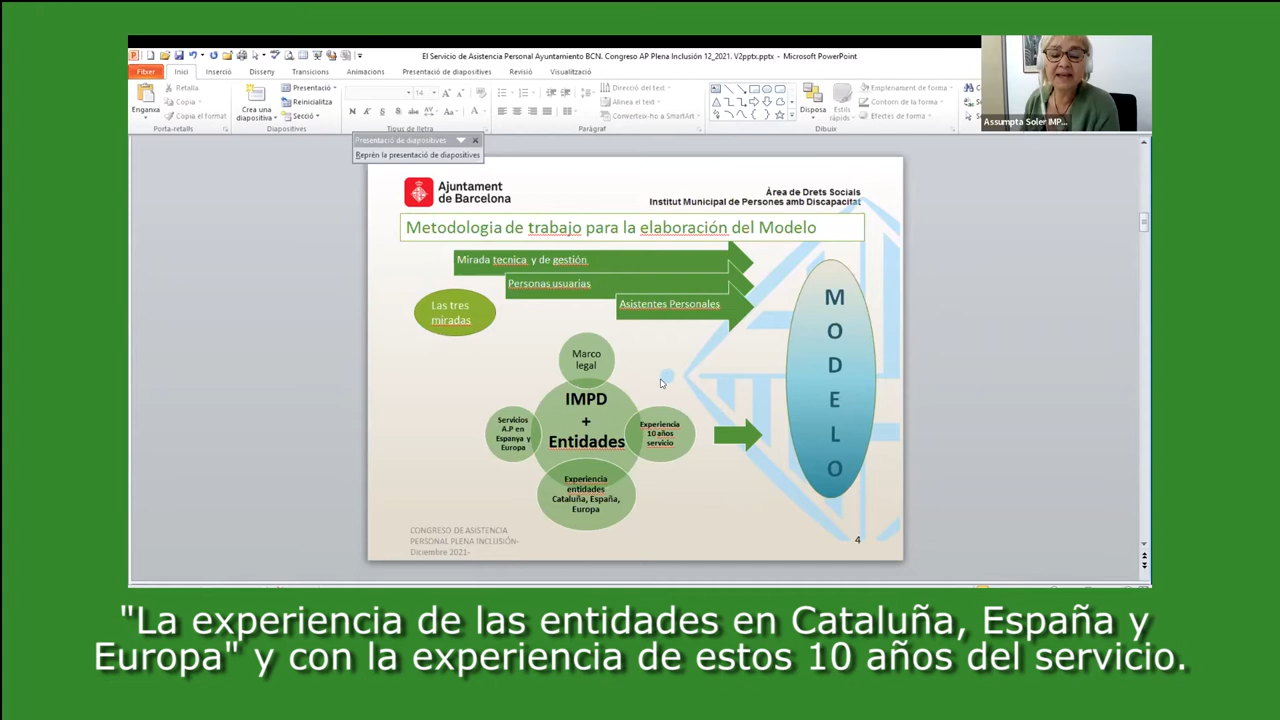 El Servicio de Asistencia Personal Ayuntamiento BCN. Congreso AP Plena Inclusión 12_2021. V2pptx.pptx - Microsoft PowerPoint
Fitxer Inici Inserció Disseny Transicions Animacions Presentació de diapositives Revisió Visualització
Enganxa
Retalla
Copia
Copia el format
Porta-retalls
Crea una
diapositiva
Presentació
Reinicialitza
Secció
Diapositives
14
Tipus de lletra
Direcció del text
Alinea el text
Converteix-ho a SmartArt
Paràgraf
Disposa
Estils
ràpids
Emplenament de forma
Contorn de la forma
Efectes de forma
Dibuix
Assumpta Soler IMP...
Presentació de diapositives
Reprèn la presentació de diapositives
Ajuntament
de Barcelona
Área de Drets Socials
Institut Municipal de Persones amb Discapacitat
Metodologia de trabajo para la elaboración del Modelo
Mirada tecnica y de gestión
Personas usuarias
Asistentes Personales
Las tres
miradas
Marco
legal
IMPD
+
Entidades
Servicios
A.P en
Espanya y
Europa
Experiencia
10 años
servicio
Experiencia
entidades
Cataluña, España,
Europa
M
O
D
E
L
O
CONGRESO DE ASISTENCIA
PERSONAL PLENA INCLUSIÓN-
Diciembre 2021-
4
"La experiencia de las entidades en Cataluña, España y
Europa" y con la experiencia de estos 10 años del servicio.